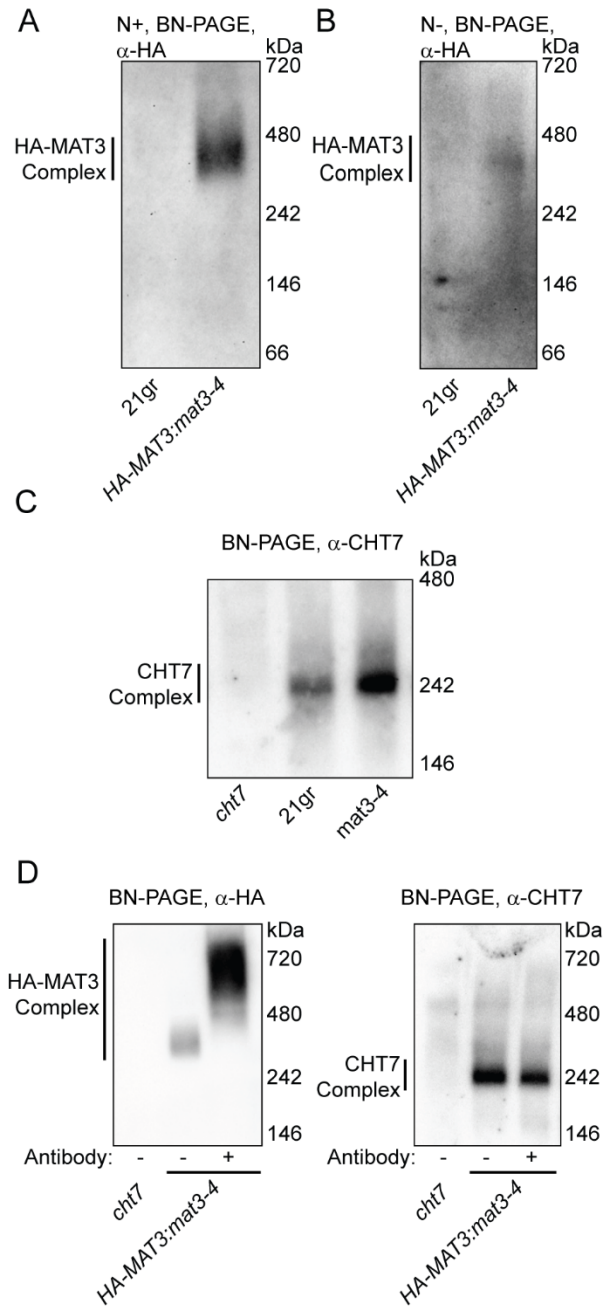 A
N+, BN-PAGE,
α-HA
kDa
720
480
242
146
66
HA-MAT3
Complex
21gr
HA-MAT3:mat3-4
B
N-, BN-PAGE,
α-HA
kDa
720
480
242
146
66
HA-MAT3
Complex
21gr
HA-MAT3:mat3-4
C
BN-PAGE, α-CHT7
kDa
480
242
146
CHT7
Complex
cht7
21gr
mat3-4
D
BN-PAGE, α-HA
kDa
720
480
242
146
HA-MAT3
Complex
Antibody: - - +
cht7
HA-MAT3:mat3-4
BN-PAGE, α-CHT7
kDa
720
480
242
146
CHT7
Complex
Antibody: - - +
cht7
HA-MAT3:mat3-4